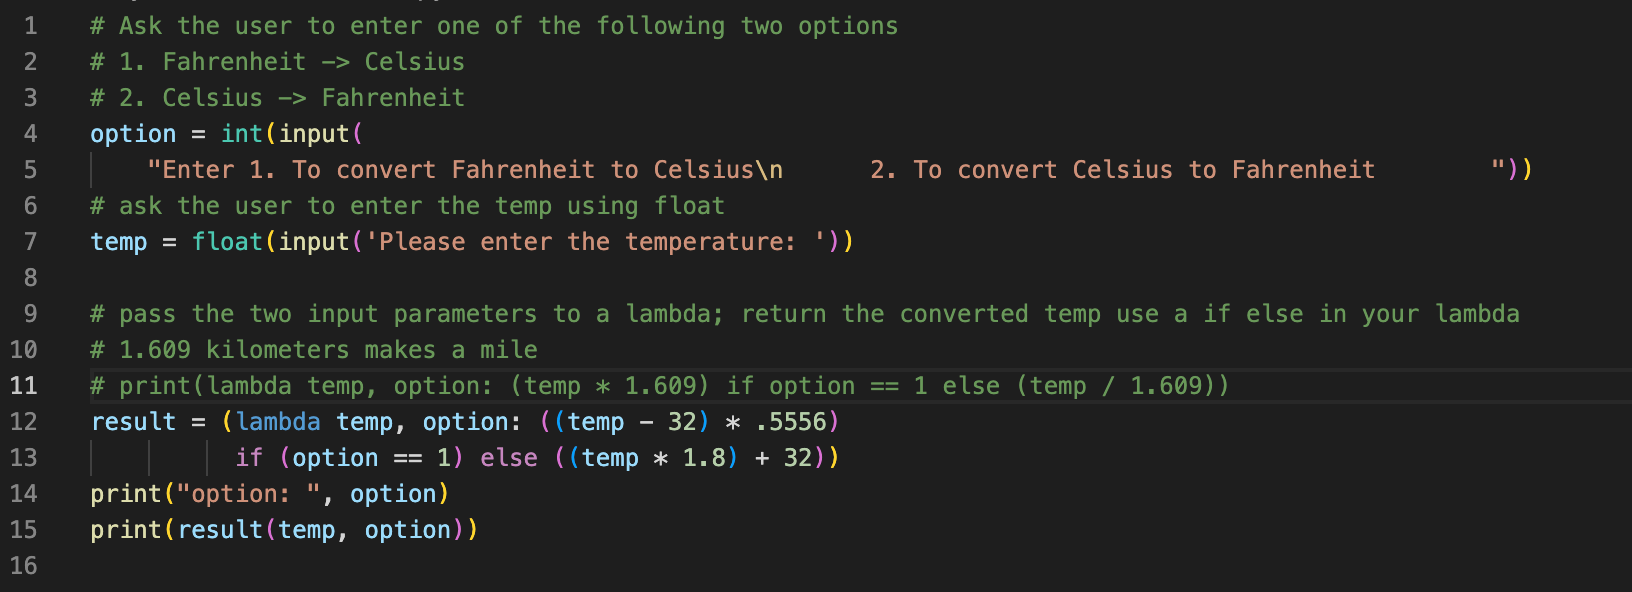 1 # Ask the user to enter one of the following two options
2 # 1. Fahrenheit -> Celsius
3 # 2. Celsius -> Fahrenheit
4 option = int(input(
5     "Enter 1. To convert Fahrenheit to Celsius\n      2. To convert Celsius to Fahrenheit        "))
6 # ask the user to enter the temp using float
7 temp = float(input('Please enter the temperature: '))
8
9 # pass the two input parameters to a lambda; return the converted temp use a if else in your lambda
10 # 1.609 kilometers makes a mile
11 # print(lambda temp, option: (temp * 1.609) if option == 1 else (temp / 1.609))
12 result = (lambda temp, option: ((temp - 32) * .5556)
13           if (option == 1) else ((temp * 1.8) + 32))
14 print("option: ", option)
15 print(result(temp, option))
16